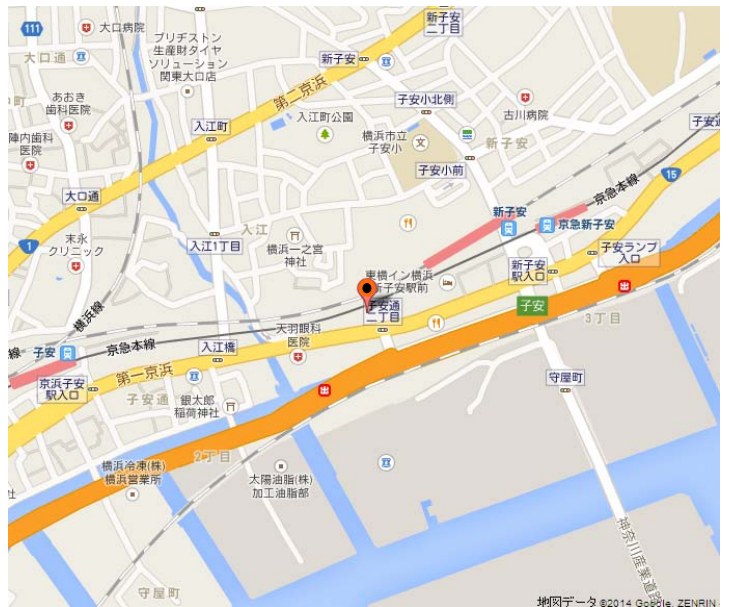 111
大口病院
大口通
ブリヂストン
生産財タイヤ
ソリューション
関東大口店
新子安
二丁目
新子安
第二京浜
あおき
歯科医院
入江町
入江町公園
子安小北側
古川病院
横浜市立
子安小
新子安
子安小前
陣内歯科
医院
大口通
15
京急本線
新子安
京急新子安
1
末永
クリニック
入江1丁目
入江
横浜一之宮
神社
子安ランプ
入口
新子安
駅入口
東横イン横浜
新子安駅前
横浜線
子安通
二丁目
子安
出
3丁目
天羽眼科
医院
入江橋
子安
京急本線
第一京浜
京浜子安
駅入口
守屋町
子安通
銀太郎
稲荷神社
出
2丁目
横浜冷凍(株)
横浜営業所
太陽油脂(株)
加工油脂部
神奈川産業道路
守屋町
地図データ ©2014 Google, ZENRIN